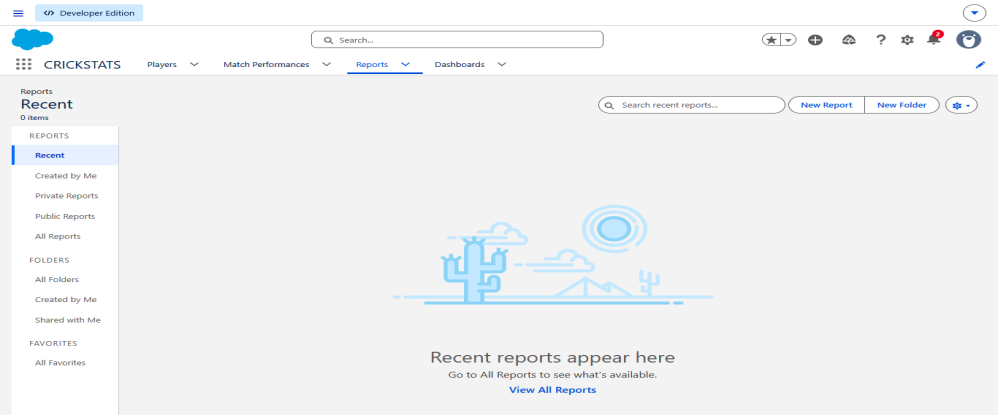 Developer Edition
Search...
2
CRICKSTATS
Players
Match Performances
Reports
Dashboards
Reports
Recent
0 items
Search recent reports...
New Report
New Folder
REPORTS
Recent
Created by Me
Private Reports
Public Reports
All Reports
FOLDERS
All Folders
Created by Me
Shared with Me
FAVORITES
All Favorites
Recent reports appear here
Go to All Reports to see what's available.
View All Reports